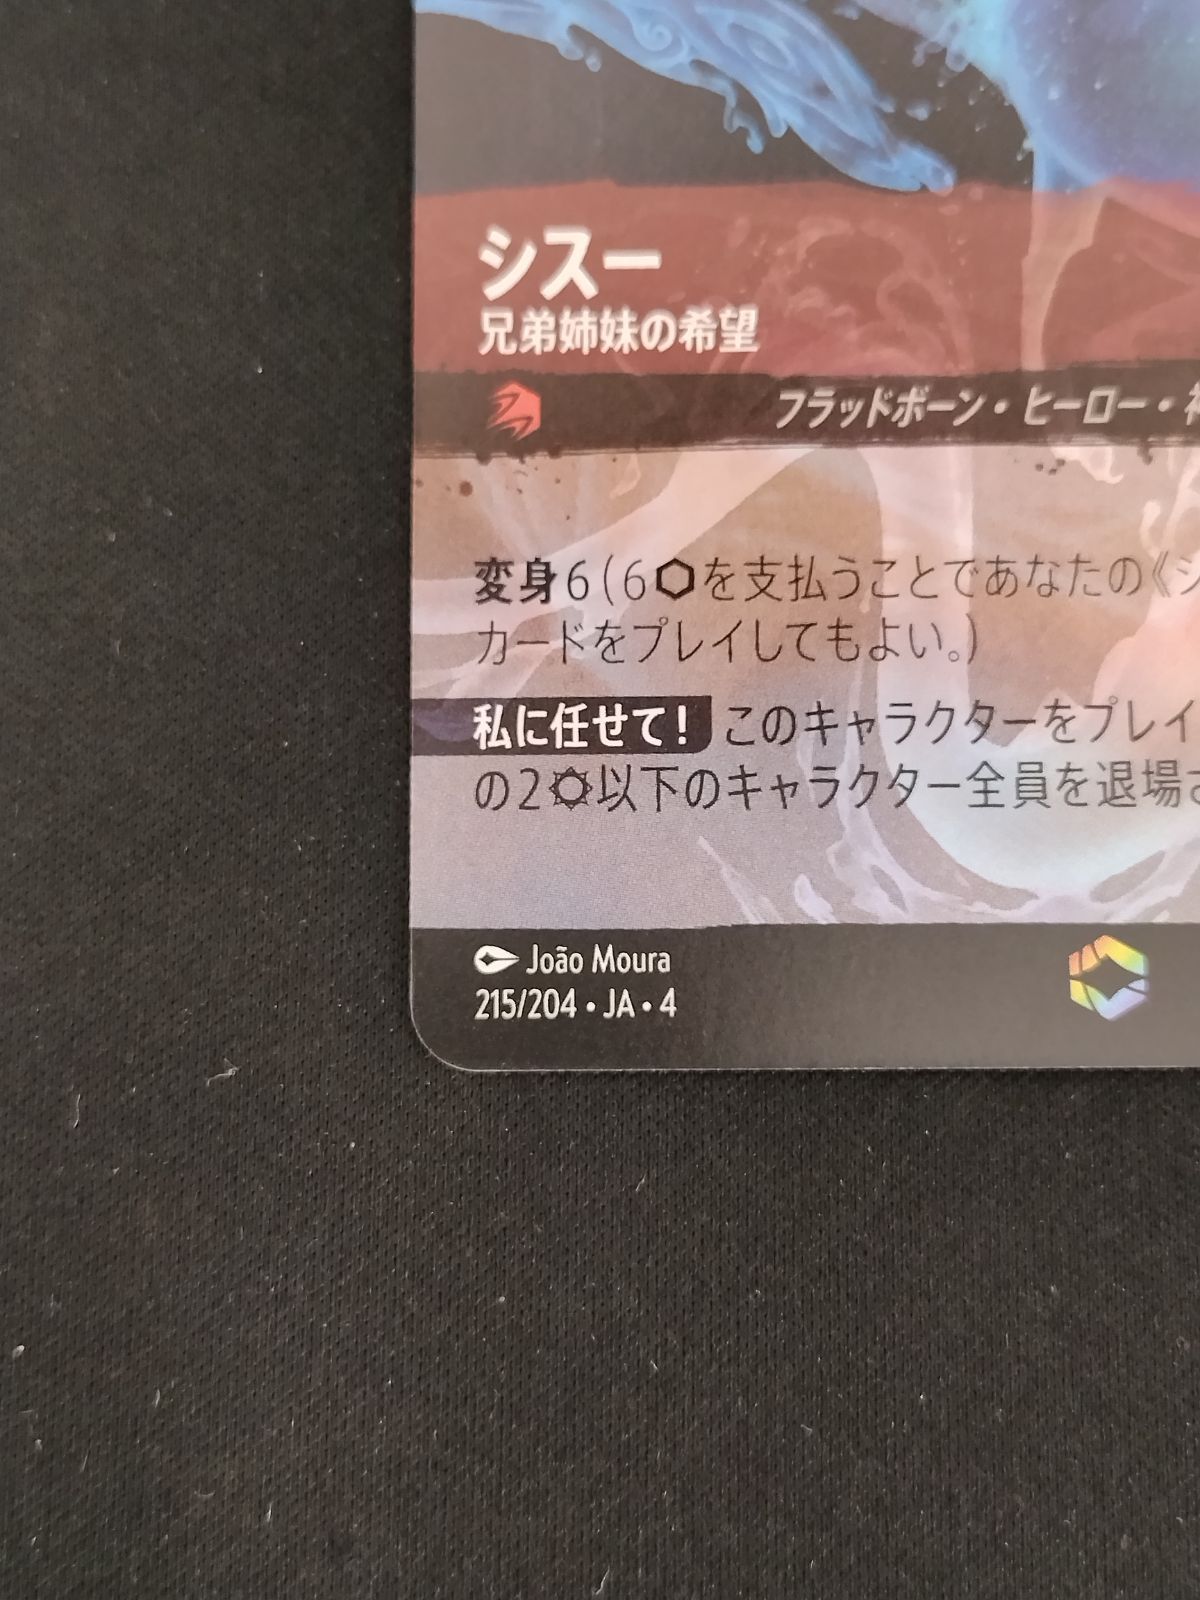 シスー
兄弟姉妹の希望
フラッドボーン・ヒーロー・
変身6(6⬡を支払うことであなたの《シ
カードをプレイしてもよい。)
私に任せて! このキャラクターをプレイ
の2以下のキャラクター全員を退場さ
João Moura
215/204・JA・4